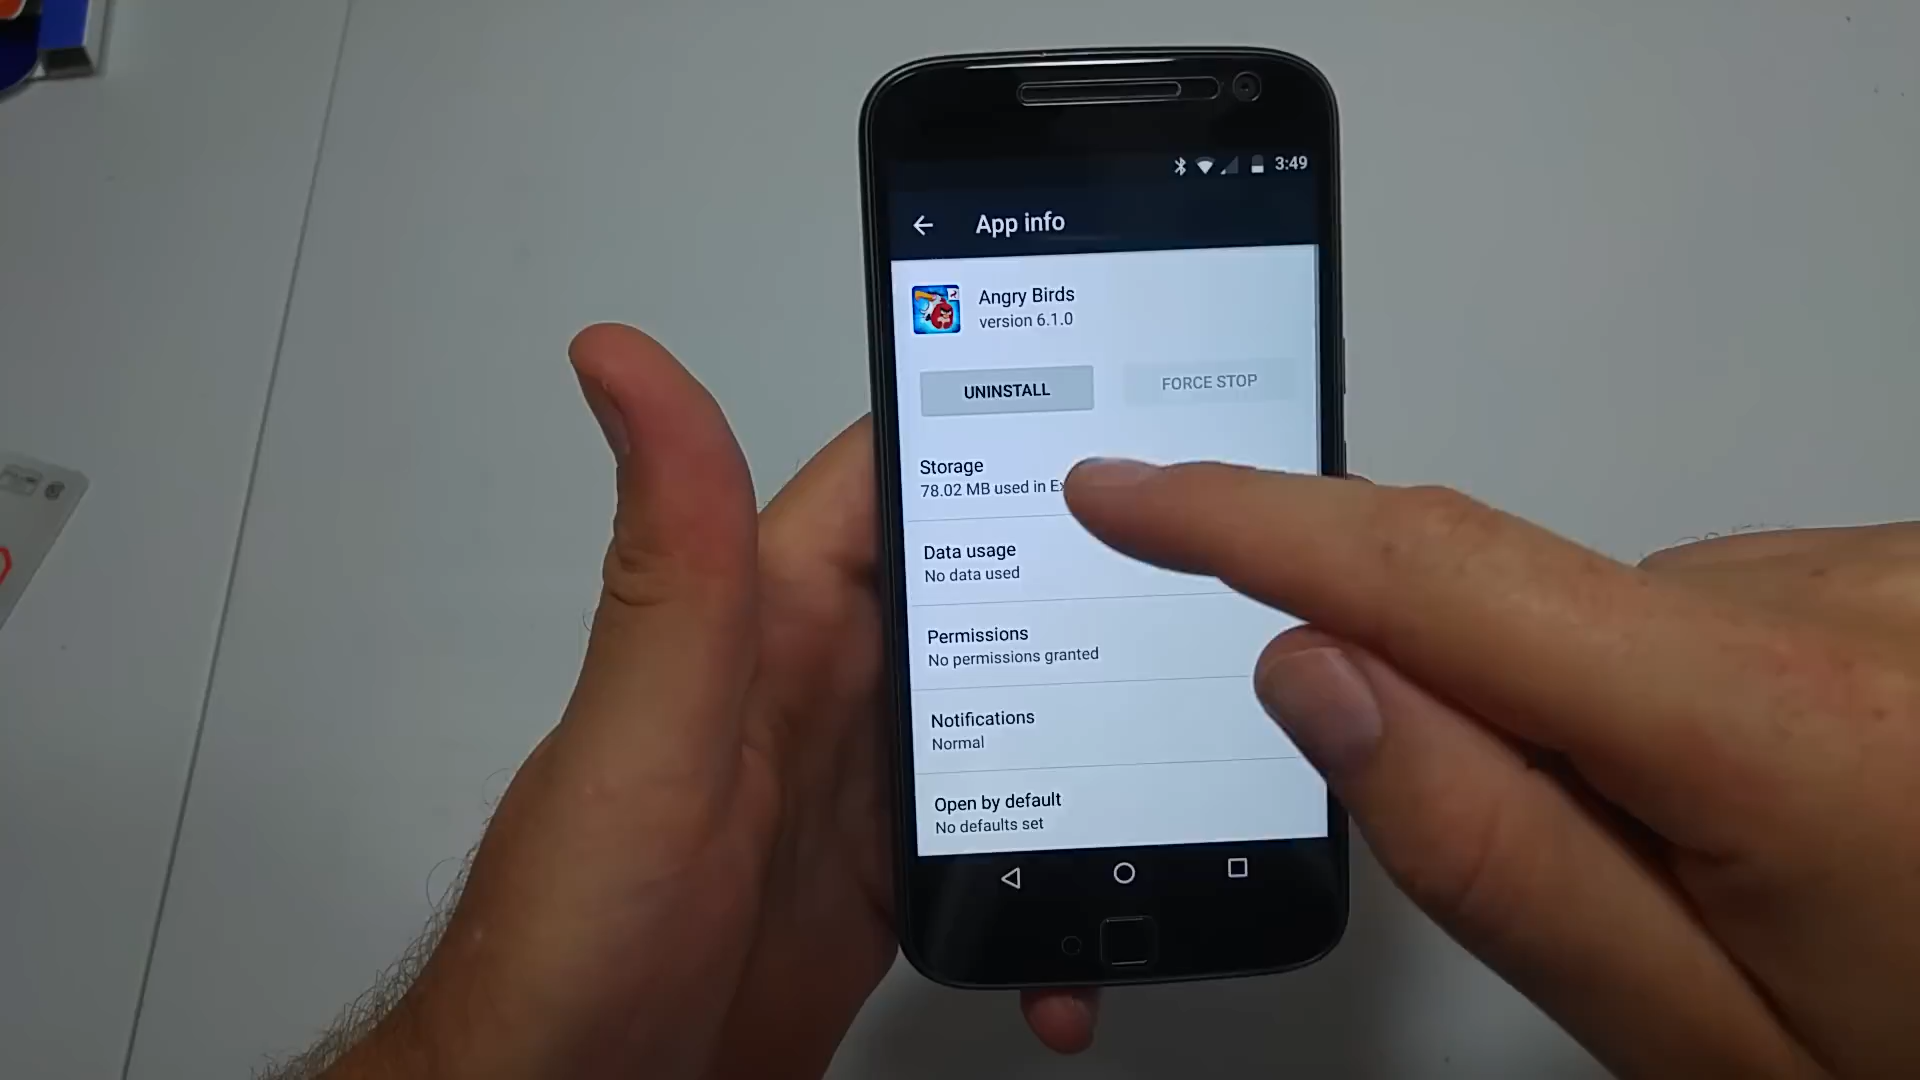 3:49
App info
Angry Birds
version 6.1.0
UNINSTALL
FORCE STOP
Storage
78.02 MB used in
Data usage
No data used
Permissions
No permissions granted
Notifications
Normal
Open by default
No defaults set